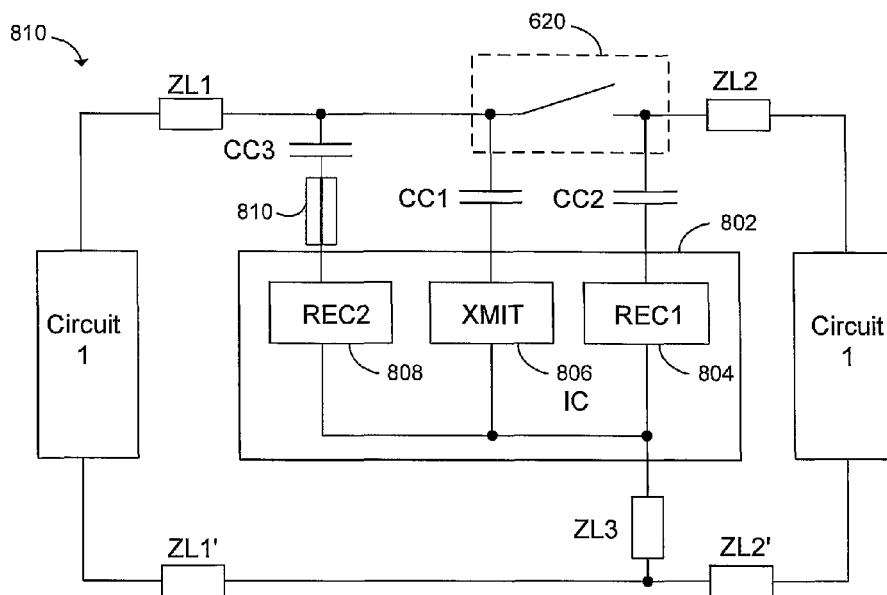 810
620
ZL1
ZL2
CC3
810
CC1
CC2
802
Circuit
1
REC2
XMIT
REC1
Circuit
1
808
806
804
IC
ZL3
ZL1'
ZL2'